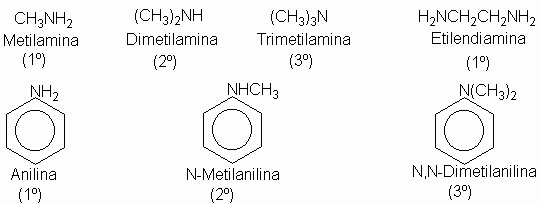 CH₃NH₂ (CH₃)₂NH (CH₃)₃N H₂NCH₂CH₂NH₂
Metilamina Dimetilamina Trimetilamina Etilendiamina
(1º) (2º) (3º) (1º)
NH₂ NHCH₃ N(CH₃)₂
Anilina N-Metilanilina N,N-Dimetilanilina
(1º) (2º) (3º)